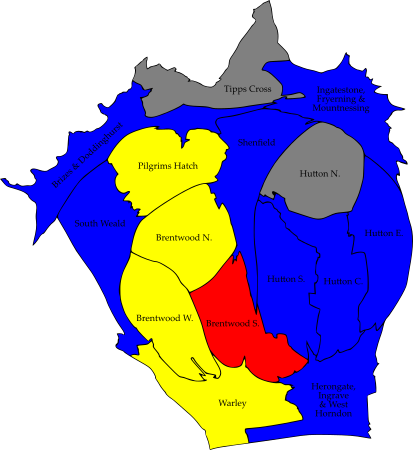 Tipps Cross
Ingatestone,
Fryerning &
Mountnessing
Brizes & Doddinghurst
Shenfield
Pilgrims Hatch
Hutton N.
South Weald
Brentwood N.
Hutton E.
Hutton S.
Hutton C.
Brentwood W.
Brentwood S.
Herongate,
Ingrave
& West
Horndon
Warley